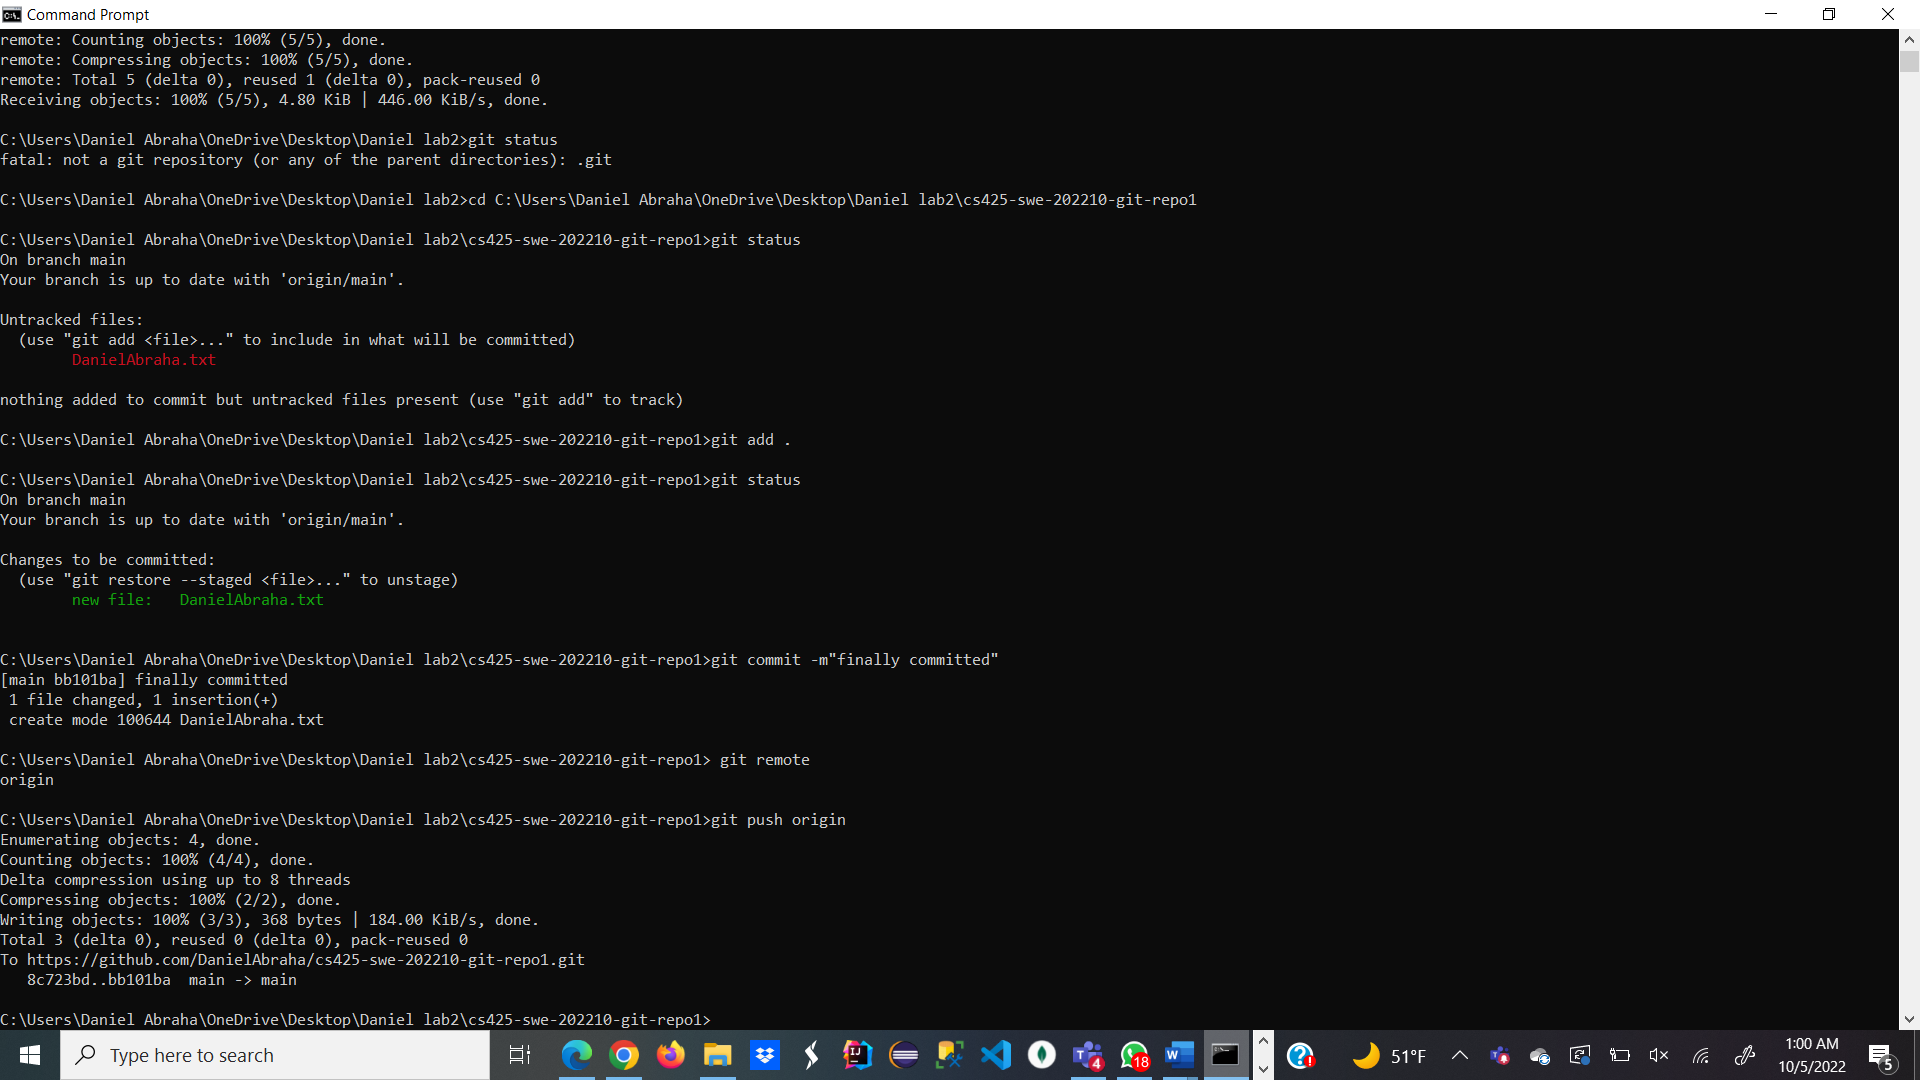 Command Prompt
remote: Counting objects: 100% (5/5), done.
remote: Compressing objects: 100% (5/5), done.
remote: Total 5 (delta 0), reused 1 (delta 0), pack-reused 0
Receiving objects: 100% (5/5), 4.80 KiB | 446.00 KiB/s, done.
C:\Users\Daniel Abraha\OneDrive\Desktop\Daniel lab2>git status
fatal: not a git repository (or any of the parent directories): .git
C:\Users\Daniel Abraha\OneDrive\Desktop\Daniel lab2>cd C:\Users\Daniel Abraha\OneDrive\Desktop\Daniel lab2\cs425-swe-202210-git-repo1
C:\Users\Daniel Abraha\OneDrive\Desktop\Daniel lab2\cs425-swe-202210-git-repo1>git status
On branch main
Your branch is up to date with 'origin/main'.
Untracked files:
  (use "git add <file>..." to include in what will be committed)
        DanielAbraha.txt
nothing added to commit but untracked files present (use "git add" to track)
C:\Users\Daniel Abraha\OneDrive\Desktop\Daniel lab2\cs425-swe-202210-git-repo1>git add .
C:\Users\Daniel Abraha\OneDrive\Desktop\Daniel lab2\cs425-swe-202210-git-repo1>git status
On branch main
Your branch is up to date with 'origin/main'.
Changes to be committed:
  (use "git restore --staged <file>..." to unstage)
        new file:   DanielAbraha.txt
C:\Users\Daniel Abraha\OneDrive\Desktop\Daniel lab2\cs425-swe-202210-git-repo1>git commit -m"finally committed"
[main bb101ba] finally committed
 1 file changed, 1 insertion(+)
 create mode 100644 DanielAbraha.txt
C:\Users\Daniel Abraha\OneDrive\Desktop\Daniel lab2\cs425-swe-202210-git-repo1> git remote
origin
C:\Users\Daniel Abraha\OneDrive\Desktop\Daniel lab2\cs425-swe-202210-git-repo1>git push origin
Enumerating objects: 4, done.
Counting objects: 100% (4/4), done.
Delta compression using up to 8 threads
Compressing objects: 100% (2/2), done.
Writing objects: 100% (3/3), 368 bytes | 184.00 KiB/s, done.
Total 3 (delta 0), reused 0 (delta 0), pack-reused 0
To https://github.com/DanielAbraha/cs425-swe-202210-git-repo1.git
   8c723bd..bb101ba  main -> main
C:\Users\Daniel Abraha\OneDrive\Desktop\Daniel lab2\cs425-swe-202210-git-repo1>
Type here to search
4
18
51°F
1:00 AM
10/5/2022
5